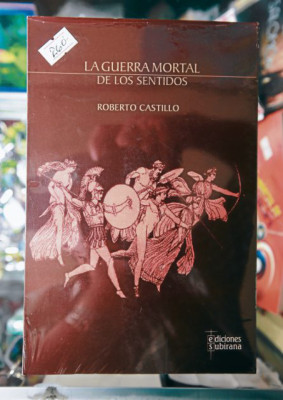 LA GUERRA MORTAL
DE LOS SENTIDOS
ROBERTO CASTILLO
ediciones
subirana